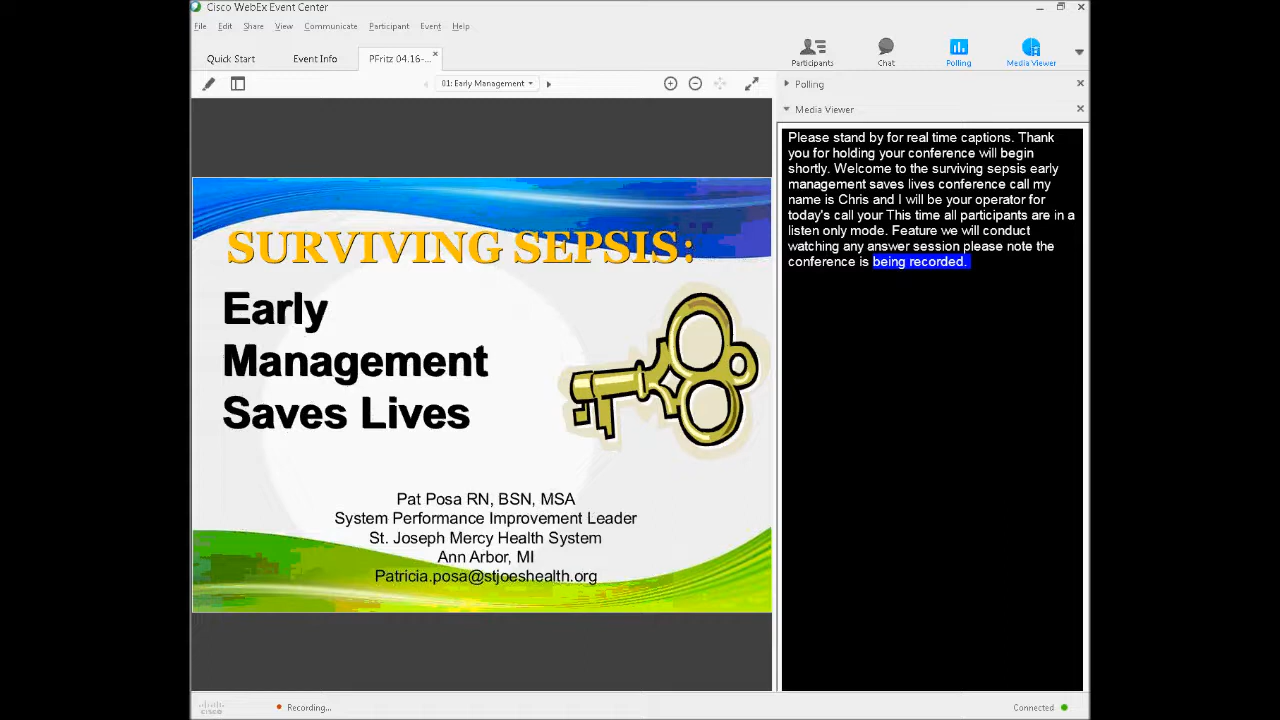 Cisco WebEx Event Center
File Edit Share View Communicate Participant Event Help
Quick Start Event Info PFritz 04.16-...
Participants Chat Polling Media Viewer
01: Early Management
Polling
Media Viewer
SURVIVING SEPSIS:
Early
Management
Saves Lives
Pat Posa RN, BSN, MSA
System Performance Improvement Leader
St. Joseph Mercy Health System
Ann Arbor, MI
Patricia.posa@stjoeshealth.org
Please stand by for real time captions. Thank
you for holding your conference will begin
shortly. Welcome to the surviving sepsis early
management saves lives conference call my
name is Chris and I will be your operator for
today's call your This time all participants are in a
listen only mode. Feature we will conduct
watching any answer session please note the
conference is being recorded.
CISCO
Recording...
Connected